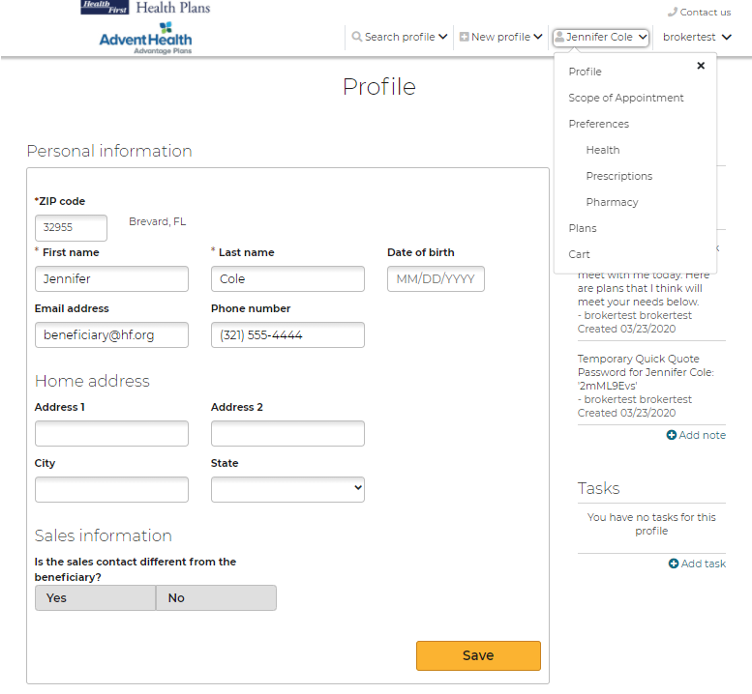 Health First Health Plans
Contact us
AdventHealth
Advantage Plans
Search profile
New profile
Jennifer Cole
brokertest
Profile
Scope of Appointment
Preferences
Health
Prescriptions
Pharmacy
Plans
Cart
Profile
Personal information
*ZIP code
32955
Brevard, FL
* First name
* Last name
Date of birth
Jennifer
Cole
MM/DD/YYYY
Email address
Phone number
beneficiary@hf.org
(321) 555-4444
Home address
Address 1
Address 2
City
State
Sales information
Is the sales contact different from the
beneficiary?
Yes
No
Save
meet with me today. Here
are plans that I think will
meet your needs below.
- brokertest brokertest
Created 03/23/2020
Temporary Quick Quote
Password for Jennifer Cole:
'2mML9Evs'
- brokertest brokertest
Created 03/23/2020
Add note
Tasks
You have no tasks for this
profile
Add task